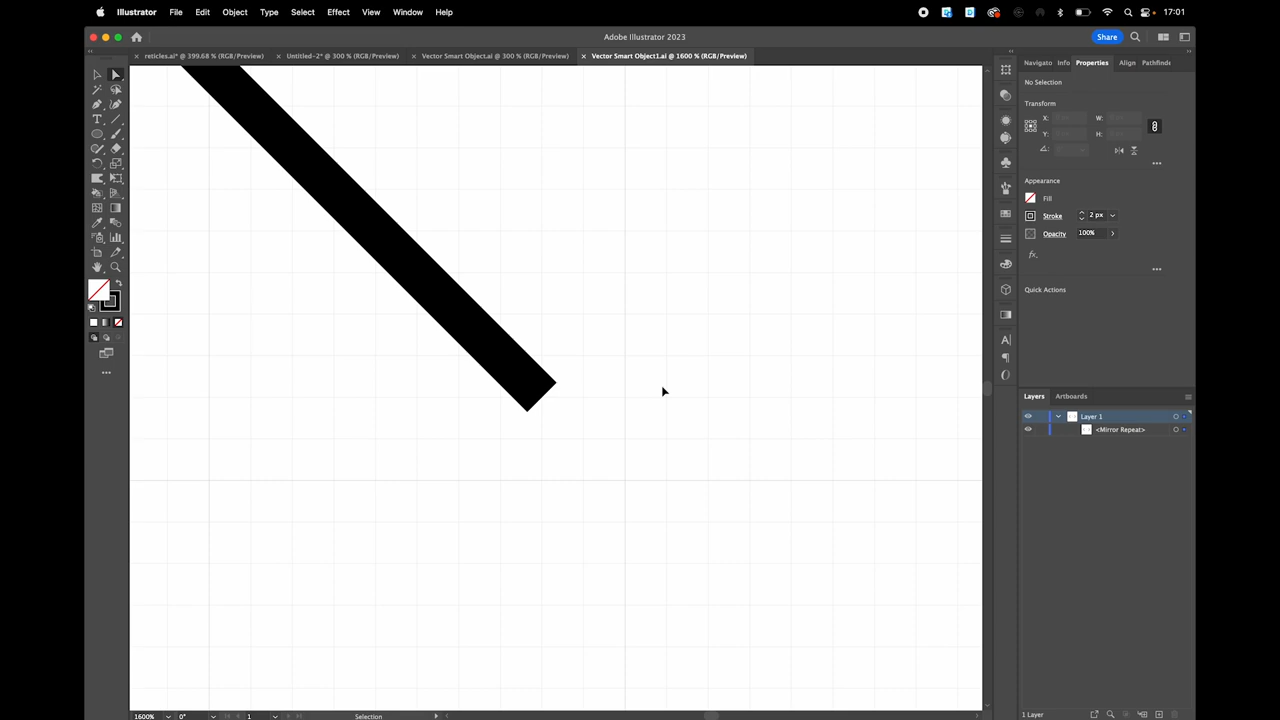 Illustrator File Edit Object Type Select Effect View Window Help 17:01
Adobe Illustrator 2023 Share
reticles.ai* @ 399.68 % (RGB/Preview) Untitled-2* @ 300 % (RGB/Preview) Vector Smart Object.ai @ 300 % (RGB/Preview) Vector Smart Object1.ai @ 1600 % (RGB/Preview)
Navigato Info Properties Align Pathfinde
No Selection
Transform
X: W:
Y: H:
Appearance
Fill
Stroke 2 px
Opacity 100%
fx.
Quick Actions
Layers Artboards
Layer 1
<Mirror Repeat>
1600% 0° 1 Selection 1 Layer